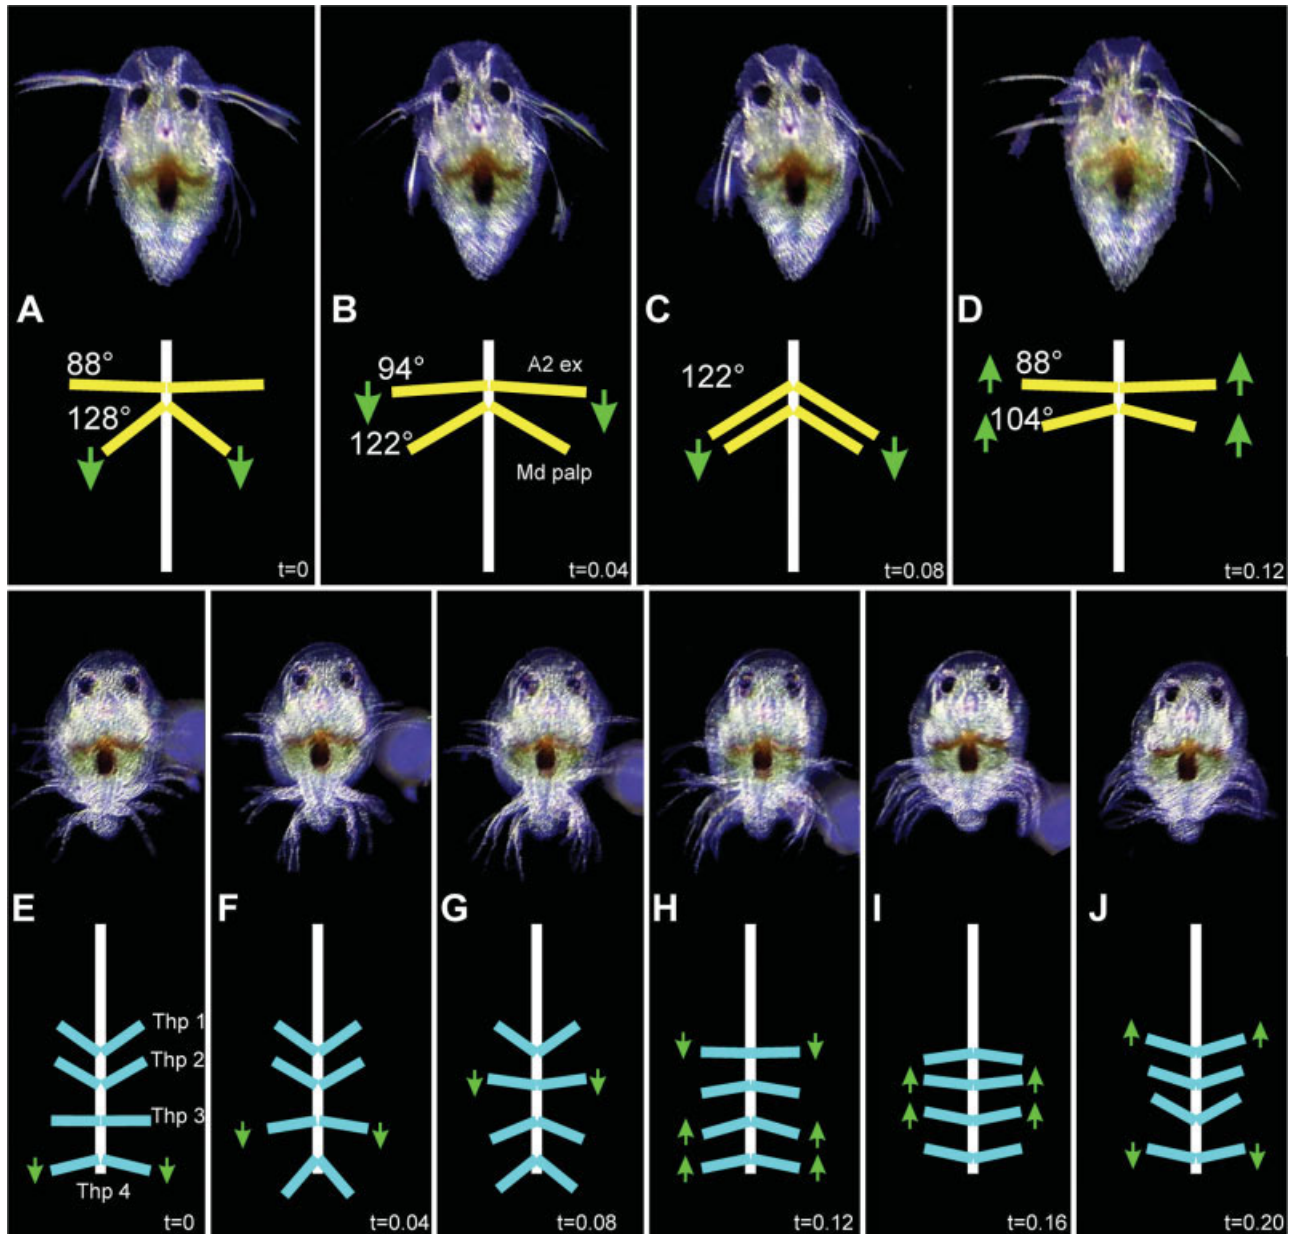 A
88°
128°
t=0
B
94°
A2 ex
122°
Md palp
t=0.04
C
122°
t=0.08
D
88°
104°
t=0.12
E
Thp 1
Thp 2
Thp 3
Thp 4
t=0
F
t=0.04
G
t=0.08
H
t=0.12
I
t=0.16
J
t=0.20